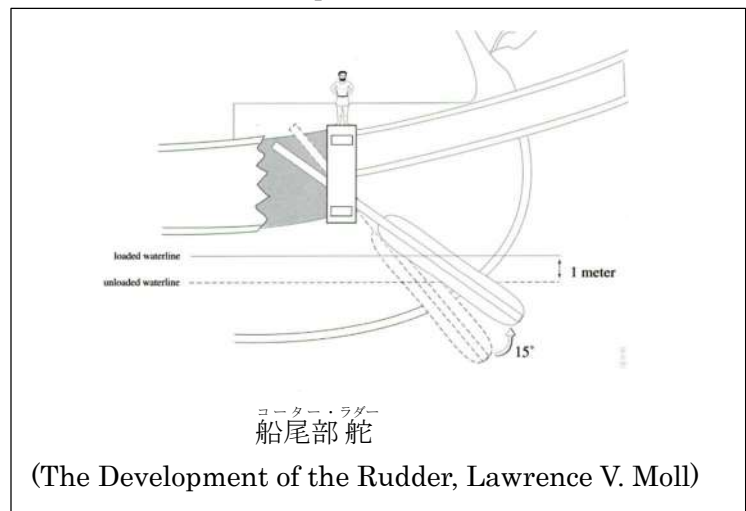 loaded waterline
unloaded waterline
1 meter
15°
コーター・ラダー
船尾部舵
(The Development of the Rudder, Lawrence V. Moll)